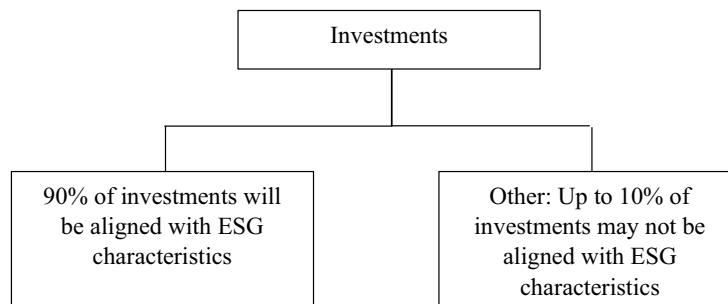 Investments
90% of investments will
be aligned with ESG
characteristics
Other: Up to 10% of
investments may not be
aligned with ESG
characteristics